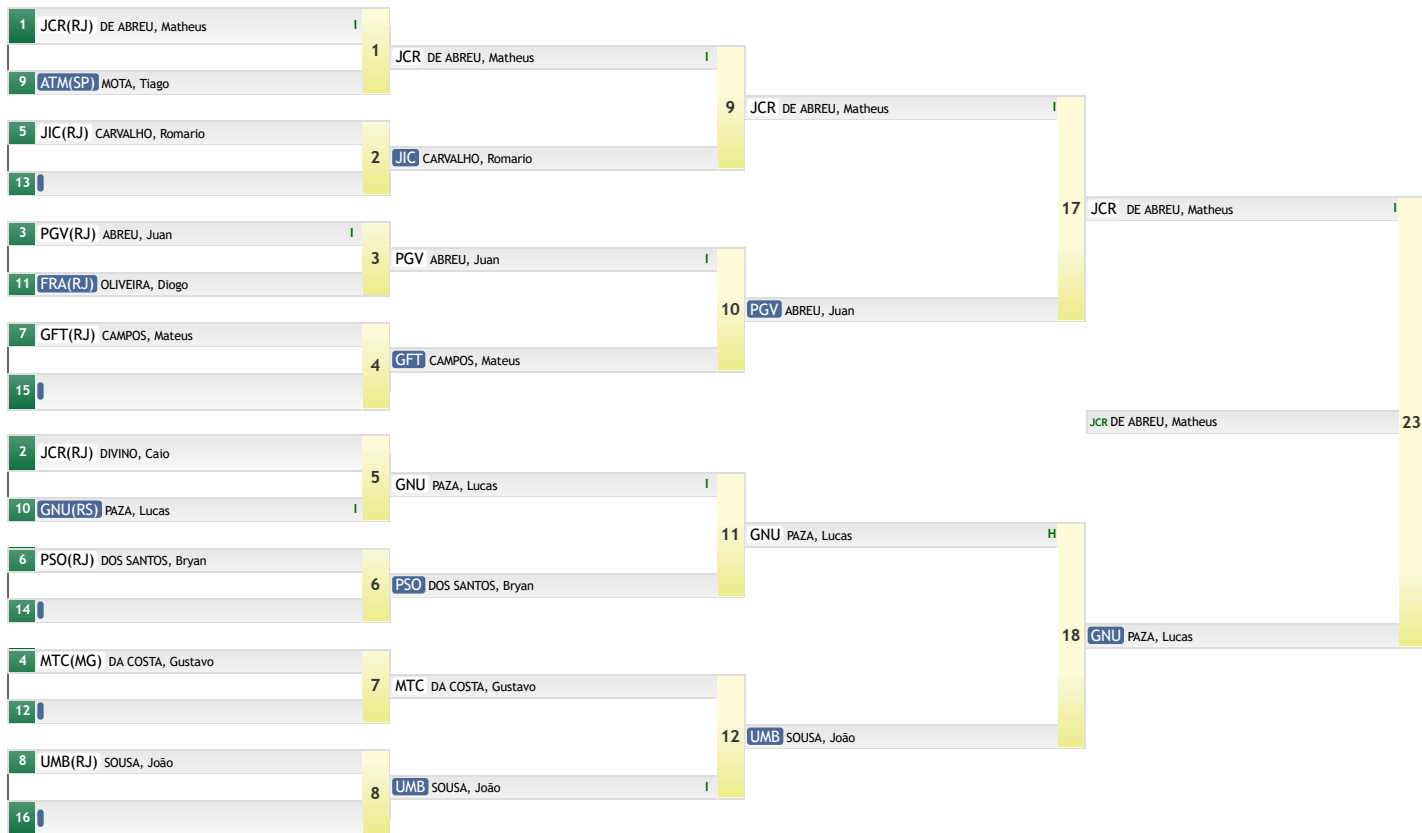 1 JCR(RJ) DE ABREU, Matheus I
1
9 ATM(SP) MOTA, Tiago
5 JIC(RJ) CARVALHO, Romario
2
13
3 PGV(RJ) ABREU, Juan I
3
11 FRA(RJ) OLIVEIRA, Diogo
7 GFT(RJ) CAMPOS, Mateus
4
15
2 JCR(RJ) DIVINO, Caio
5
10 GNU(RS) PAZA, Lucas I
6 PSO(RJ) DOS SANTOS, Bryan
6
14
4 MTC(MG) DA COSTA, Gustavo
7
12
8 UMB(RJ) SOUSA, João
8
16
JCR DE ABREU, Matheus I
9
JIC CARVALHO, Romario
PGV ABREU, Juan I
10
GFT CAMPOS, Mateus
GNU PAZA, Lucas I
11
PSO DOS SANTOS, Bryan
MTC DA COSTA, Gustavo
12
UMB SOUSA, João I
JCR DE ABREU, Matheus I
17
PGV ABREU, Juan
GNU PAZA, Lucas H
18
UMB SOUSA, João
JCR DE ABREU, Matheus I
JCR DE ABREU, Matheus
23
GNU PAZA, Lucas